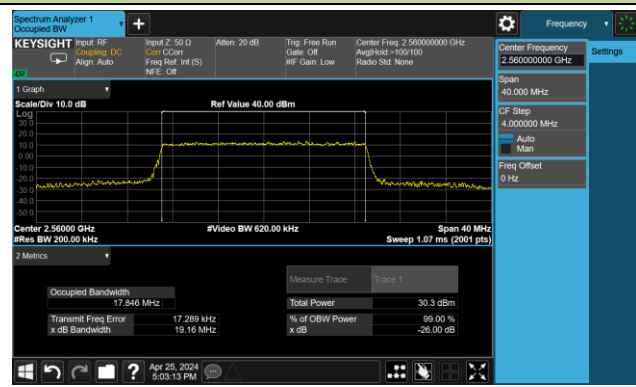 Spectrum Analyzer 1
Occupied BW
Frequency
KEYSIGHT
Input: RF
Coupling: DC
Align: Auto
Input Z: 50 Ω
Corr CCorr
Freq Ref: Int (S)
NFE: Off
Atten: 20 dB
Trig: Free Run
Gate: Off
#IF Gain: Low
Center Freq: 2.560000000 GHz
Avg|Hold:>100/100
Radio Std: None
LW
Center Frequency
2.560000000 GHz
Settings
Span
40.000 MHz
CF Step
4.000000 MHz
Auto
Man
Freq Offset
0 Hz
1 Graph
Scale/Div 10.0 dB
Ref Value 40.00 dBm
Log
30.0
20.0
10.0
0.00
-10.0
-20.0
-30.0
-40.0
-50.0
Center 2.56000 GHz
#Video BW 620.00 kHz
Span 40 MHz
#Res BW 200.00 kHz
Sweep 1.07 ms (2001 pts)
2 Metrics
Measure Trace
Trace 1
Occupied Bandwidth
17.846 MHz
Total Power
30.3 dBm
Transmit Freq Error
17.289 kHz
% of OBW Power
99.00 %
x dB Bandwidth
19.16 MHz
x dB
-26.00 dB
?
Apr 25, 2024
5:03:13 PM